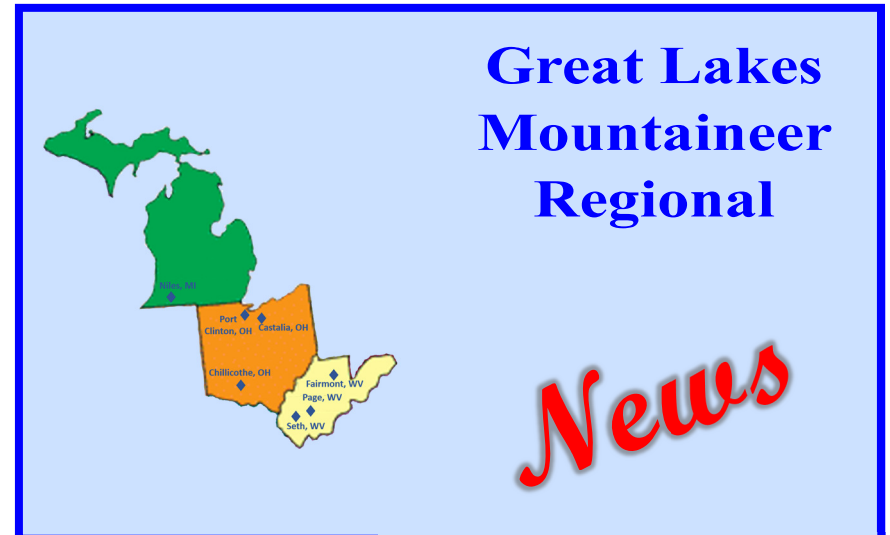 Great Lakes
Mountaineer
Regional
News
Niles, MI
Port
Clinton, OH
Castalia, OH
Chillicothe, OH
Fairmont, WV
Page, WV
Seth, WV